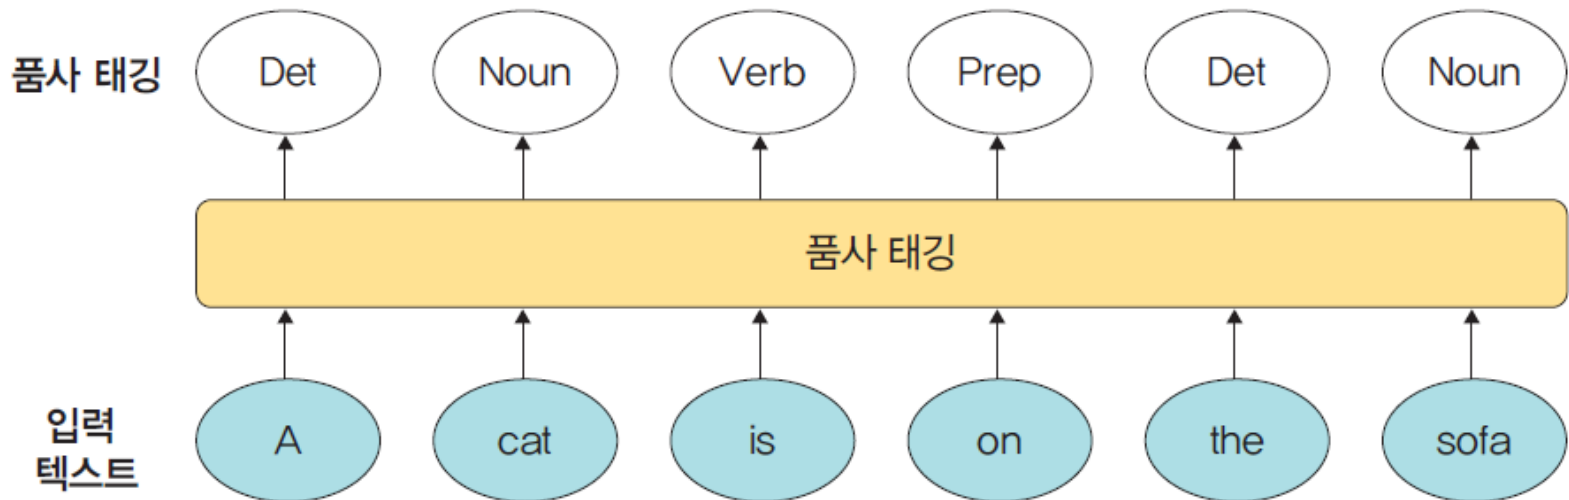 품사 태깅 Det Noun Verb Prep Det Noun
품사 태깅
입력
텍스트
A cat is on the sofa